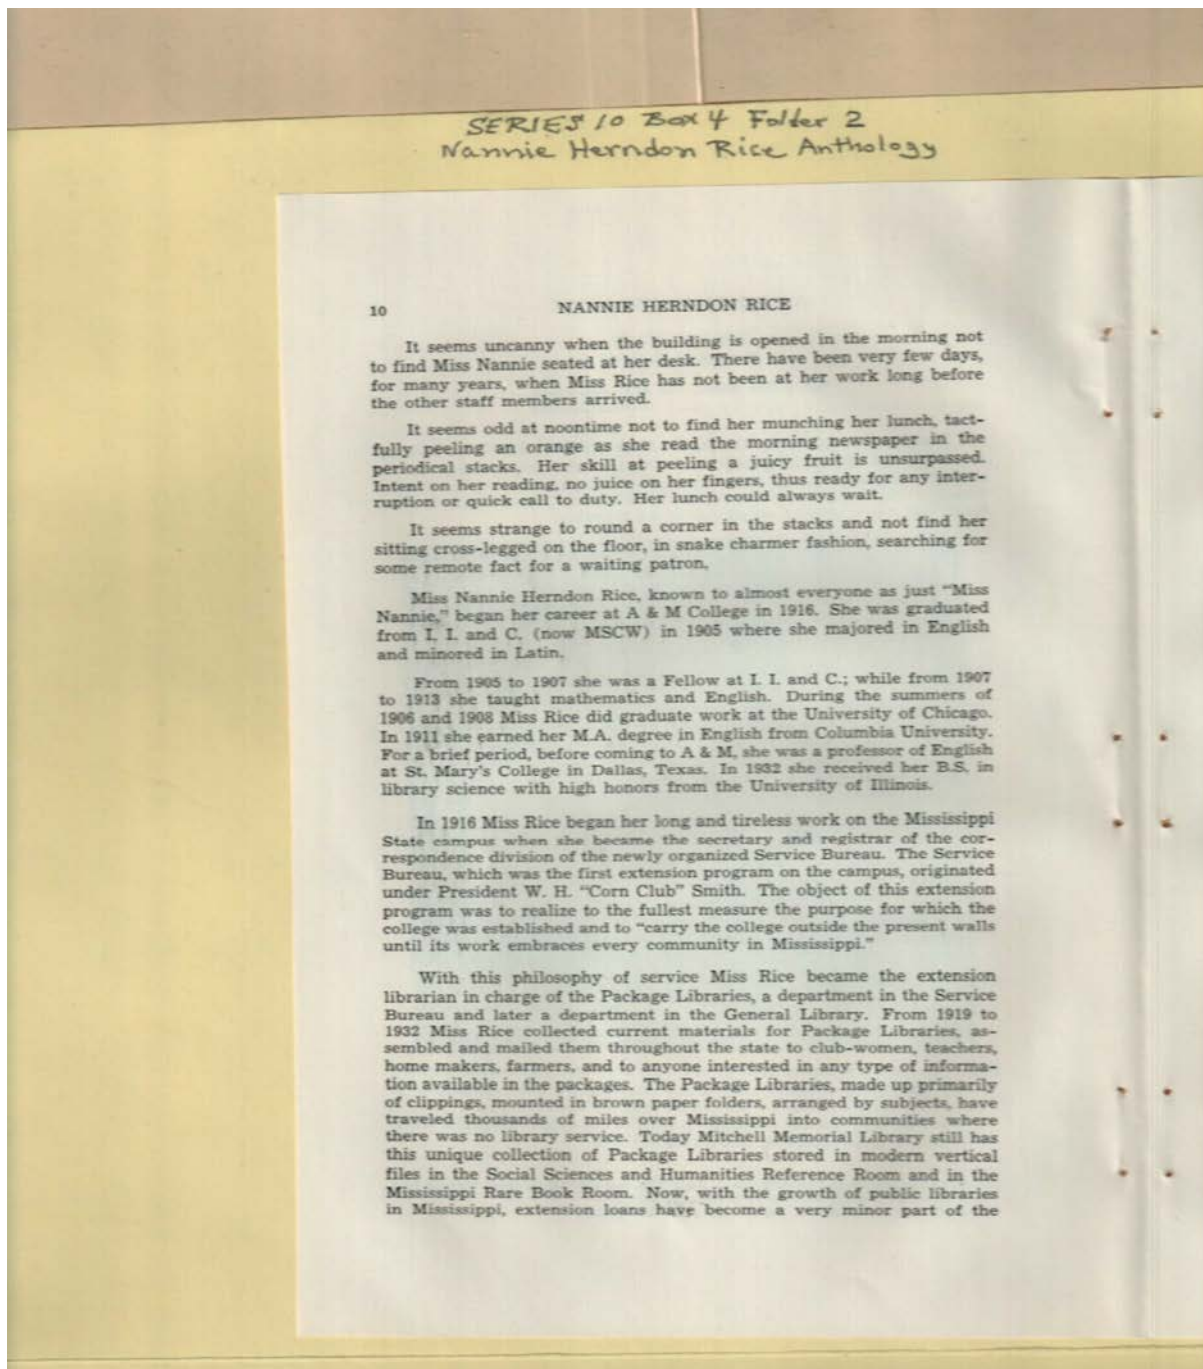 SERIES 10 Box 4 Folder 2
Nannie Herndon Rice Anthology
10 NANNIE HERNDON RICE
It seems uncanny when the building is opened in the morning not
to find Miss Nannie seated at her desk. There have been very few days,
for many years, when Miss Rice has not been at her work long before
the other staff members arrived.
It seems odd at noontime not to find her munching her lunch, tact-
fully peeling an orange as she read the morning newspaper in the
periodical stacks. Her skill at peeling a juicy fruit is unsurpassed.
Intent on her reading, no juice on her fingers, thus ready for any inter-
ruption or quick call to duty. Her lunch could always wait.
It seems strange to round a corner in the stacks and not find her
sitting cross-legged on the floor, in snake charmer fashion, searching for
some remote fact for a waiting patron.
Miss Nannie Herndon Rice, known to almost everyone as just "Miss
Nannie," began her career at A & M College in 1916. She was graduated
from I. I. and C. (now MSCW) in 1905 where she majored in English
and minored in Latin.
From 1905 to 1907 she was a Fellow at I. I. and C.; while from 1907
to 1913 she taught mathematics and English. During the summers of
1906 and 1908 Miss Rice did graduate work at the University of Chicago.
In 1911 she earned her M.A. degree in English from Columbia University.
For a brief period, before coming to A & M, she was a professor of English
at St. Mary's College in Dallas, Texas. In 1932 she received her B.S. in
library science with high honors from the University of Illinois.
In 1916 Miss Rice began her long and tireless work on the Mississippi
State campus when she became the secretary and registrar of the cor-
respondence division of the newly organized Service Bureau. The Service
Bureau, which was the first extension program on the campus, originated
under President W. H. "Corn Club" Smith. The object of this extension
program was to realize to the fullest measure the purpose for which the
college was established and to "carry the college outside the present walls
until its work embraces every community in Mississippi."
With this philosophy of service Miss Rice became the extension
librarian in charge of the Package Libraries, a department in the Service
Bureau and later a department in the General Library. From 1919 to
1932 Miss Rice collected current materials for Package Libraries, as-
sembled and mailed them throughout the state to club-women, teachers,
home makers, farmers, and to anyone interested in any type of informa-
tion available in the packages. The Package Libraries, made up primarily
of clippings, mounted in brown paper folders, arranged by subjects, have
traveled thousands of miles over Mississippi into communities where
there was no library service. Today Mitchell Memorial Library still has
this unique collection of Package Libraries stored in modern vertical
files in the Social Sciences and Humanities Reference Room and in the
Mississippi Rare Book Room. Now, with the growth of public libraries
in Mississippi, extension loans have become a very minor part of the